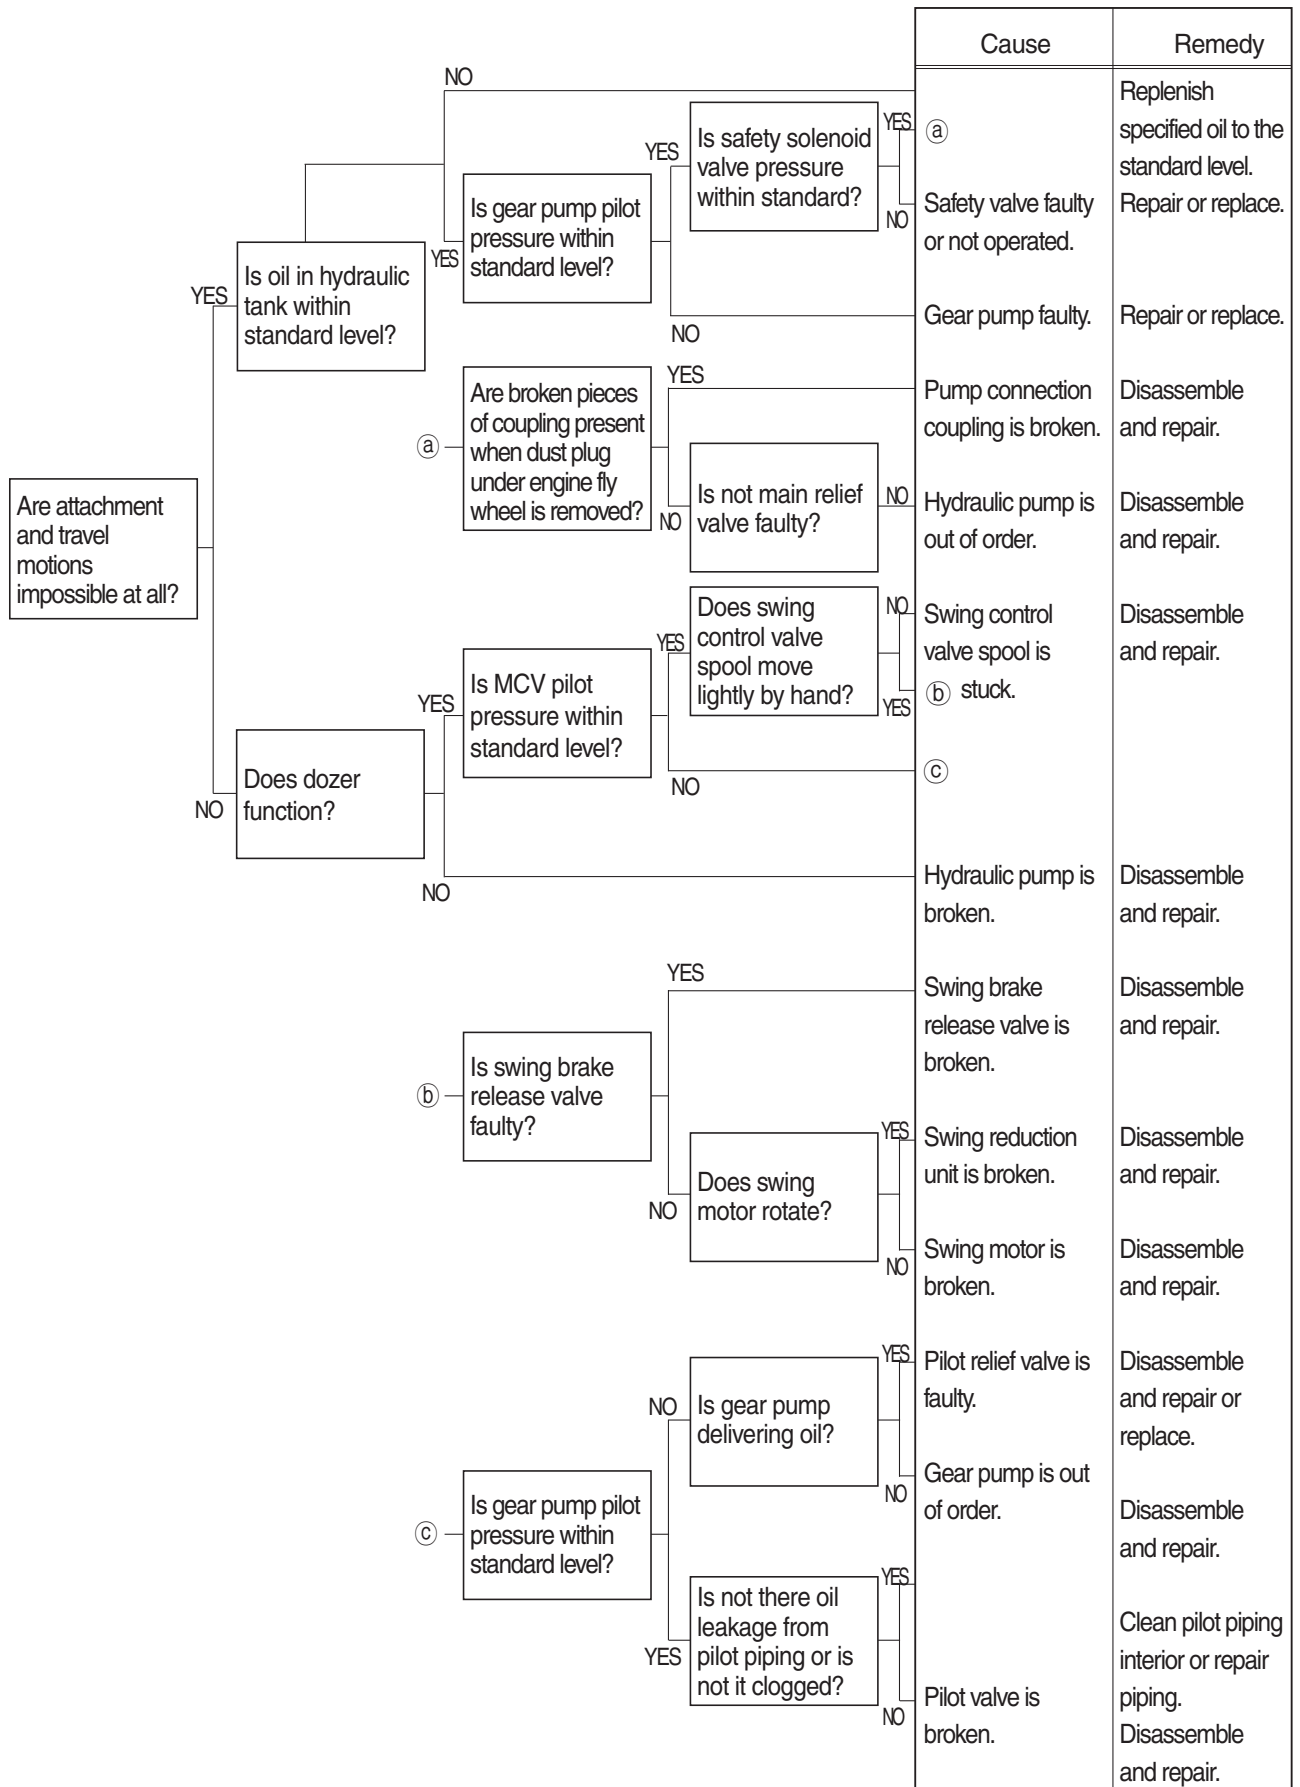 Cause
Remedy
NO
Replenish
specified oil to the
standard level.
Is safety solenoid
valve pressure
within standard?
YES
YES
ⓐ
NO
Is gear pump pilot
pressure within
standard level?
YES
Safety valve faulty
or not operated.
Repair or replace.
YES
Is oil in hydraulic
tank within
standard level?
NO
Gear pump faulty.
Repair or replace.
ⓐ
Are broken pieces
of coupling present
when dust plug
under engine fly
wheel is removed?
YES
Pump connection
coupling is broken.
Disassemble
and repair.
NO
Is not main relief
valve faulty?
NO
Hydraulic pump is
out of order.
Disassemble
and repair.
Are attachment
and travel
motions
impossible at all?
Does swing
control valve
spool move
lightly by hand?
NO
Swing control
valve spool is
ⓑ stuck.
Disassemble
and repair.
YES
YES
YES
Is MCV pilot
pressure within
standard level?
NO
ⓒ
NO
Does dozer
function?
NO
Hydraulic pump is
broken.
Disassemble
and repair.
YES
Swing brake
release valve is
broken.
Disassemble
and repair.
ⓑ
Is swing brake
release valve
faulty?
NO
Does swing
motor rotate?
YES
Swing reduction
unit is broken.
Disassemble
and repair.
NO
Swing motor is
broken.
Disassemble
and repair.
NO
Is gear pump
delivering oil?
YES
Pilot relief valve is
faulty.
Disassemble
and repair or
replace.
NO
Gear pump is out
of order.
Disassemble
and repair.
ⓒ
Is gear pump pilot
pressure within
standard level?
YES
Is not there oil
leakage from
pilot piping or is
not it clogged?
YES
Clean pilot piping
interior or repair
piping.
NO
Pilot valve is
broken.
Disassemble
and repair.